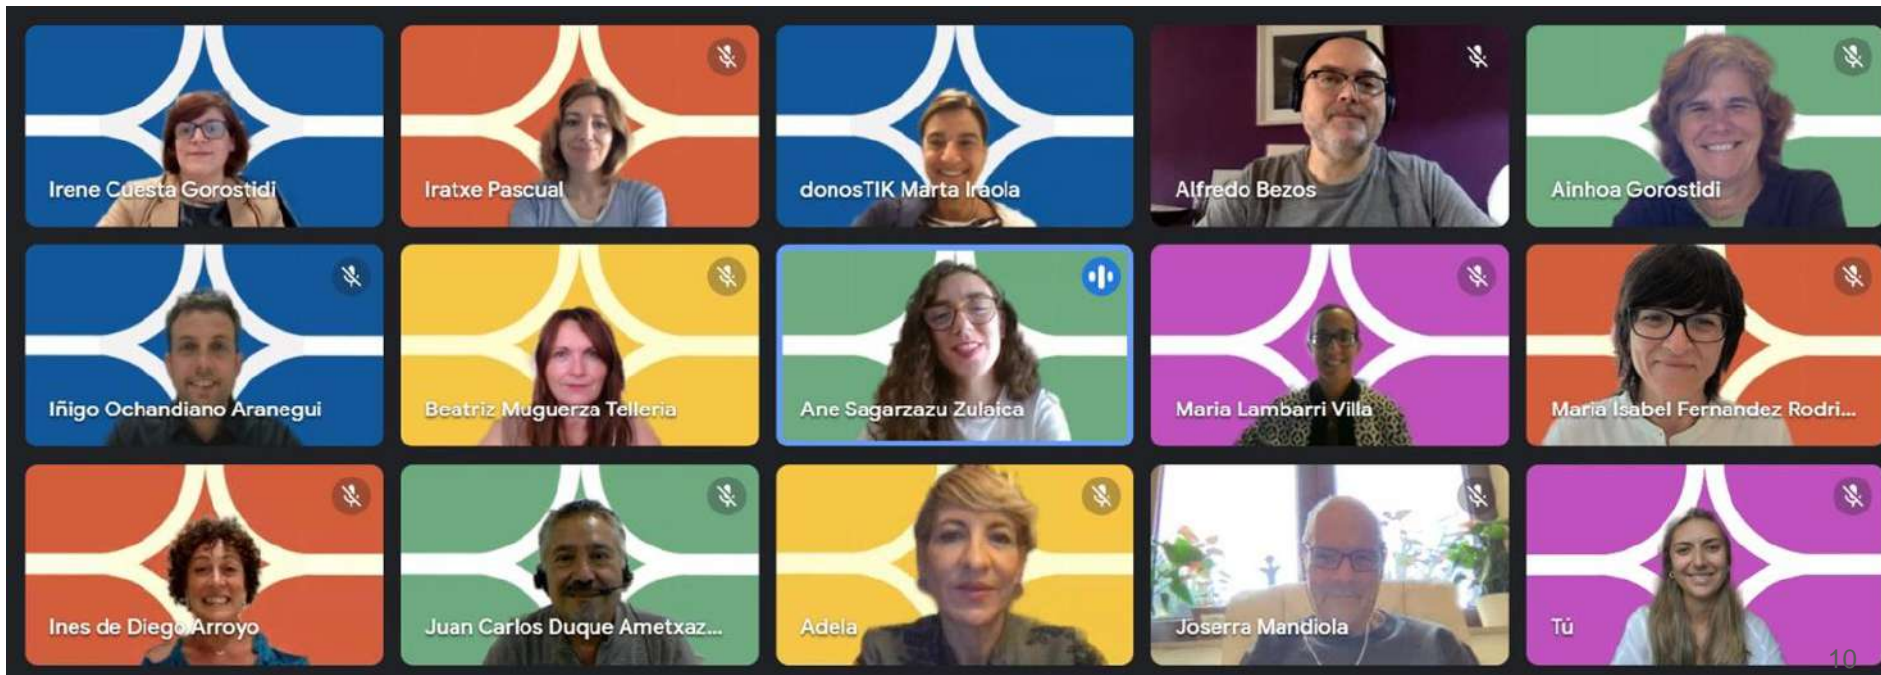 Irene Cuesta Gorostidi
Iratxe Pascual
donosTIK Marta Iraola
Alfredo Bezos
Ainhoa Gorostidi
Iñigo Ochandiano Aranegui
Beatriz Muguerza Telleria
Ane Sagarzazu Zulaica
Maria Lambarri Villa
Maria Isabel Fernandez Rodri...
Ines de Diego Arroyo
Juan Carlos Duque Ametxaz...
Adela
Joserra Mandiola
Tú
10